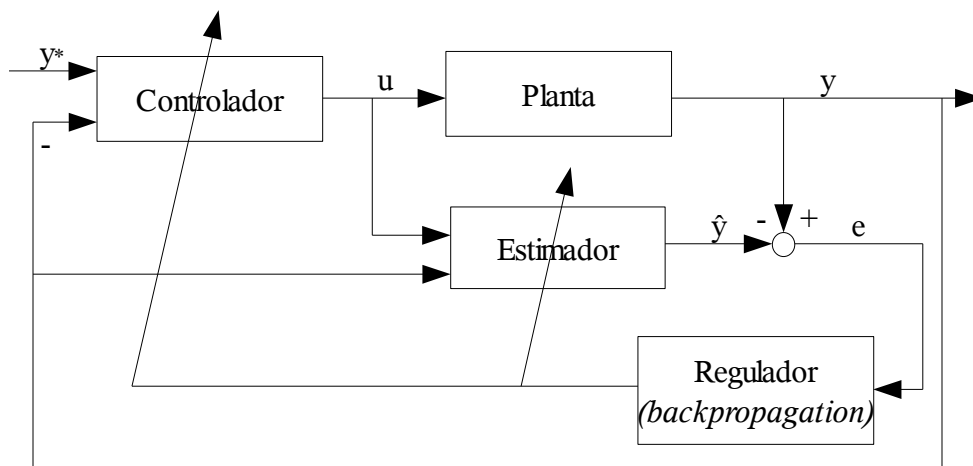 y*
Controlador
-
u
Planta
y
Estimador
ŷ
-
+
e
Regulador
(backpropagation)